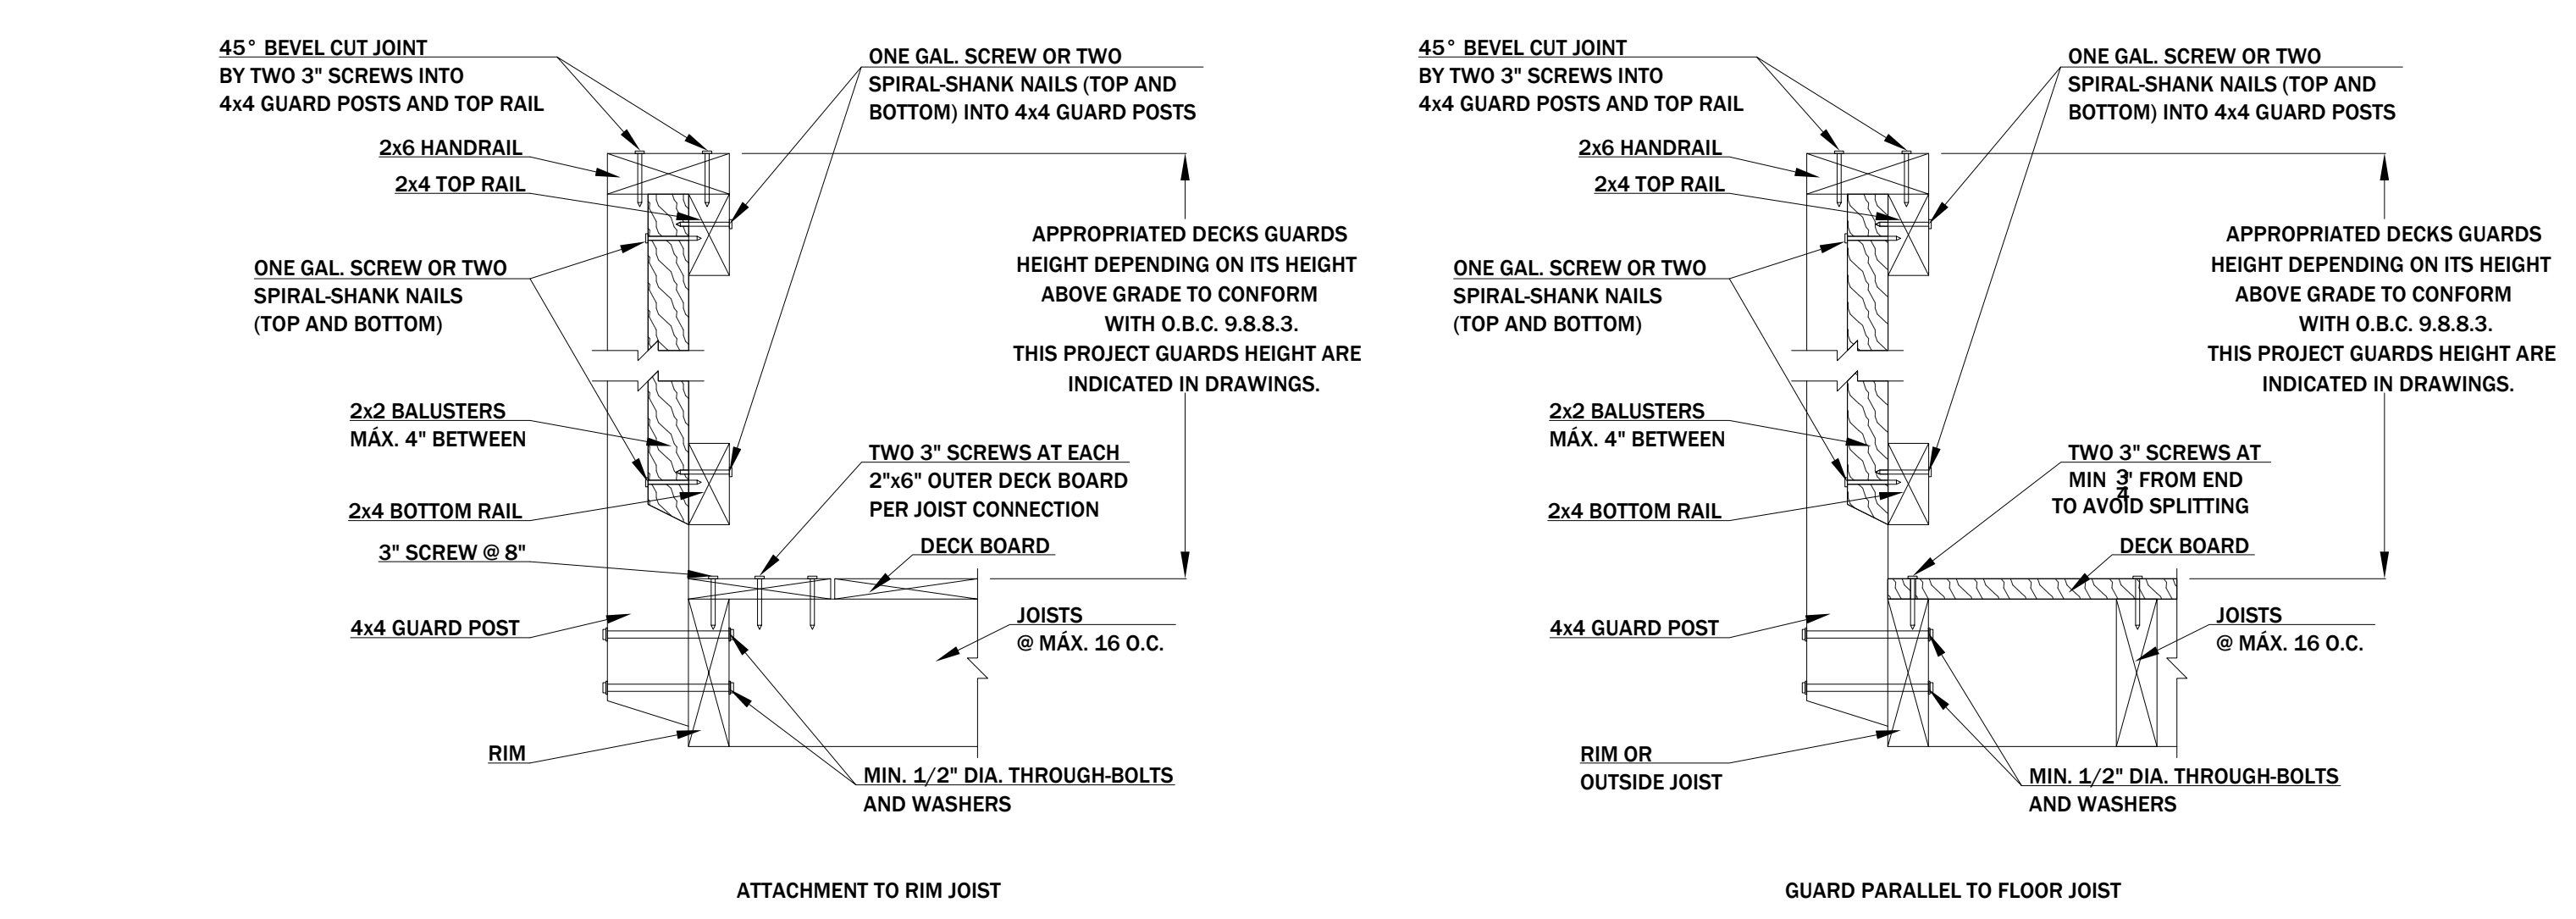 45° BEVEL CUT JOINT
BY TWO 3" SCREWS INTO
4x4 GUARD POSTS AND TOP RAIL
ONE GAL. SCREW OR TWO
SPIRAL-SHANK NAILS (TOP AND
BOTTOM) INTO 4x4 GUARD POSTS
2x6 HANDRAIL
2x4 TOP RAIL
ONE GAL. SCREW OR TWO
SPIRAL-SHANK NAILS
(TOP AND BOTTOM)
APPROPRIATED DECKS GUARDS
HEIGHT DEPENDING ON ITS HEIGHT
ABOVE GRADE TO CONFORM
WITH O.B.C. 9.8.8.3.
THIS PROJECT GUARDS HEIGHT ARE
INDICATED IN DRAWINGS.
2x2 BALUSTERS
MÁX. 4" BETWEEN
TWO 3" SCREWS AT EACH
2"x6" OUTER DECK BOARD
PER JOIST CONNECTION
2x4 BOTTOM RAIL
3" SCREW @ 8"
DECK BOARD
4x4 GUARD POST
JOISTS
@ MÁX. 16 O.C.
RIM
MIN. 1/2" DIA. THROUGH-BOLTS
AND WASHERS
ATTACHMENT TO RIM JOIST
45° BEVEL CUT JOINT
BY TWO 3" SCREWS INTO
4x4 GUARD POSTS AND TOP RAIL
ONE GAL. SCREW OR TWO
SPIRAL-SHANK NAILS (TOP AND
BOTTOM) INTO 4x4 GUARD POSTS
2x6 HANDRAIL
2x4 TOP RAIL
ONE GAL. SCREW OR TWO
SPIRAL-SHANK NAILS
(TOP AND BOTTOM)
APPROPRIATED DECKS GUARDS
HEIGHT DEPENDING ON ITS HEIGHT
ABOVE GRADE TO CONFORM
WITH O.B.C. 9.8.8.3.
THIS PROJECT GUARDS HEIGHT ARE
INDICATED IN DRAWINGS.
2x2 BALUSTERS
MÁX. 4" BETWEEN
TWO 3" SCREWS AT
MIN 3/4" FROM END
TO AVOID SPLITTING
2x4 BOTTOM RAIL
DECK BOARD
4x4 GUARD POST
JOISTS
@ MÁX. 16 O.C.
RIM OR
OUTSIDE JOIST
MIN. 1/2" DIA. THROUGH-BOLTS
AND WASHERS
GUARD PARALLEL TO FLOOR JOIST